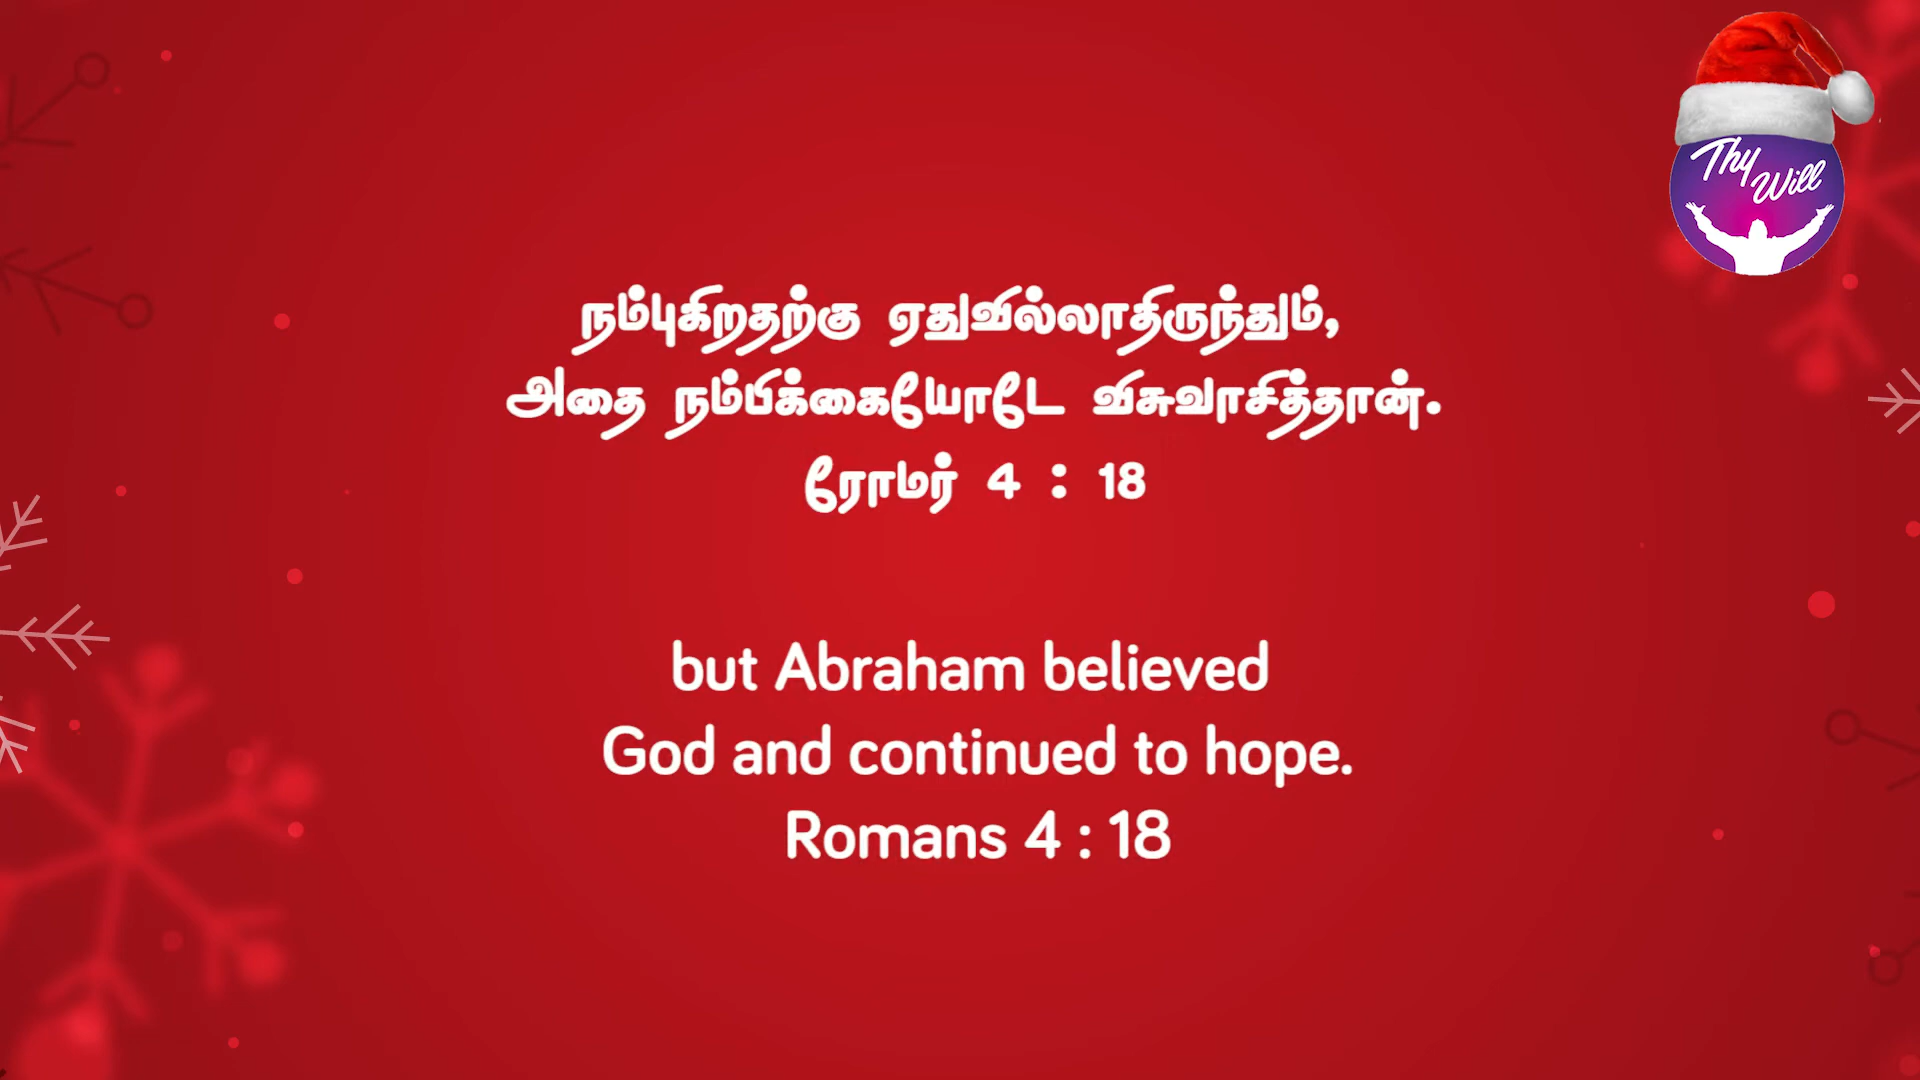 Thy
Will
நம்புகிறதற்கு ஏதுவில்லாதிருந்தும்,
அதை நம்பிக்கையோடே விசுவாசித்தான்.
ரோமர் 4 : 18
but Abraham believed
God and continued to hope.
Romans 4 : 18